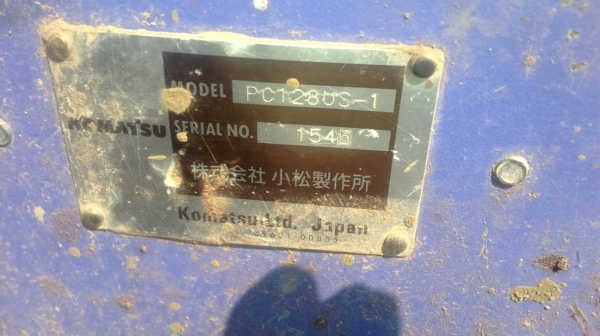 MODEL PC128US-1
KOMATSU SERIAL NO. 1545
株式会社 小松製作所
Komatsu Ltd. Japan